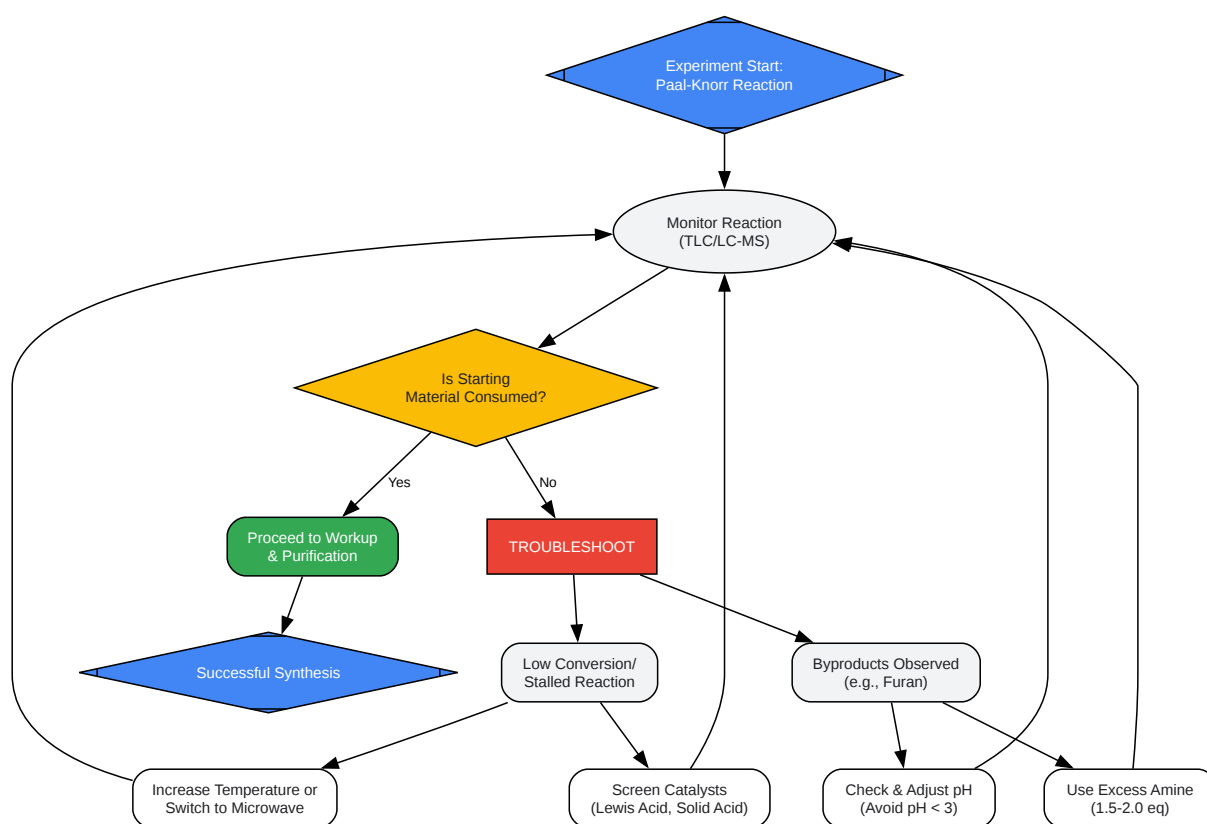 Experiment Start:
Paal-Knorr Reaction
Monitor Reaction
(TLC/LC-MS)
Is Starting
Material Consumed?
Yes
No
Proceed to Workup
& Purification
TROUBLESHOOT
Successful Synthesis
Low Conversion/
Stalled Reaction
Byproducts Observed
(e.g., Furan)
Increase Temperature or
Switch to Microwave
Screen Catalysts
(Lewis Acid, Solid Acid)
Check & Adjust pH
(Avoid pH < 3)
Use Excess Amine
(1.5-2.0 eq)